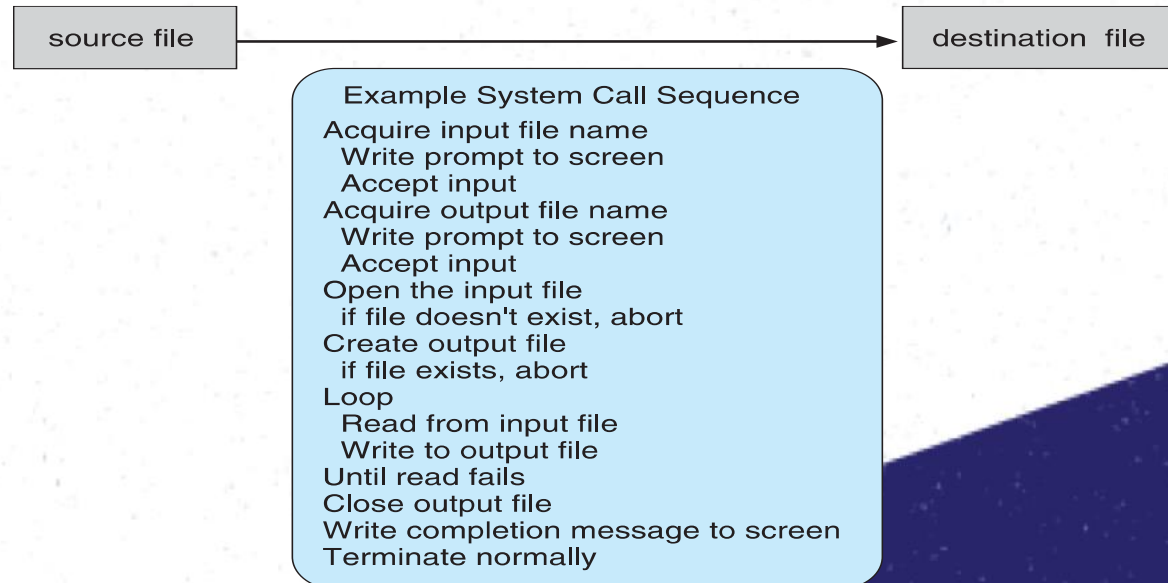 source file
destination file
Example System Call Sequence
Acquire input file name
Write prompt to screen
Accept input
Acquire output file name
Write prompt to screen
Accept input
Open the input file
if file doesn't exist, abort
Create output file
if file exists, abort
Loop
Read from input file
Write to output file
Until read fails
Close output file
Write completion message to screen
Terminate normally